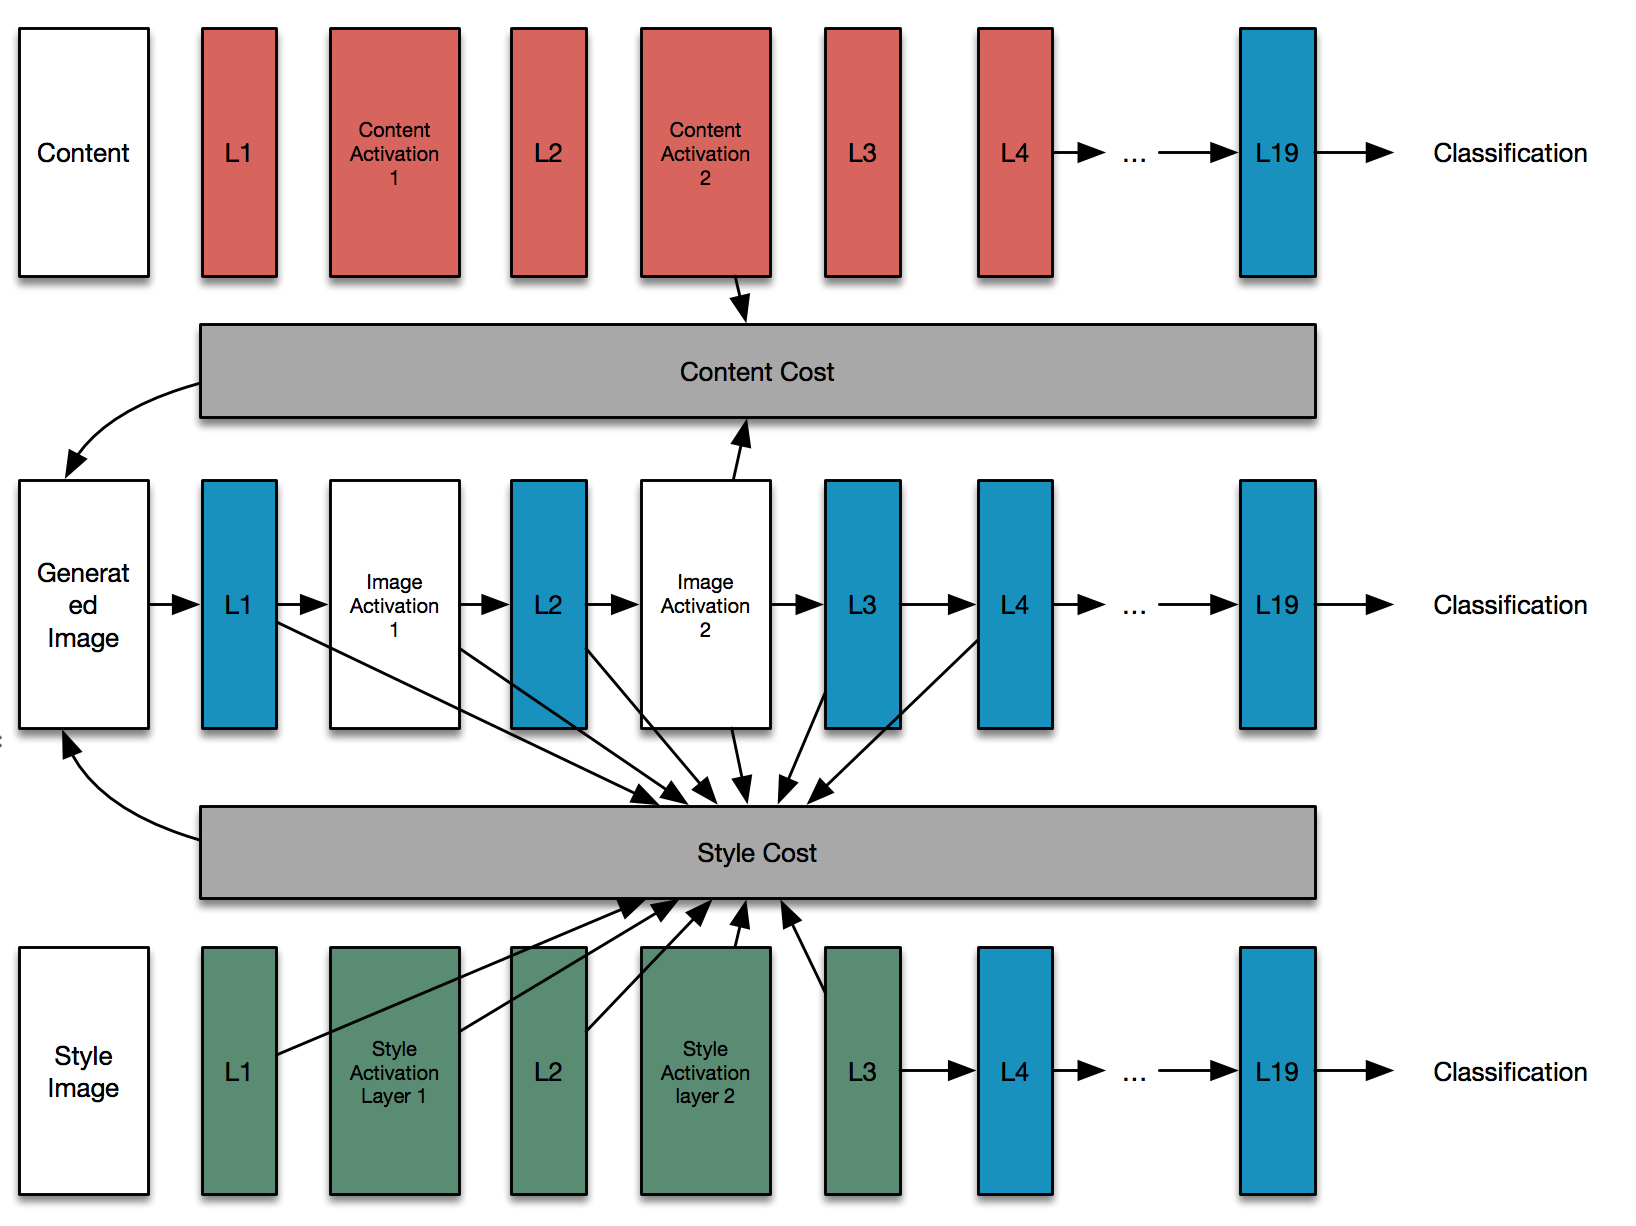 Content
L1
Content
Activation
1
L2
Content
Activation
2
L3
L4
...
L19
Classification
Content Cost
Generat
ed
Image
L1
Image
Activation
1
L2
Image
Activation
2
L3
L4
...
L19
Classification
Style Cost
Style
Image
L1
Style
Activation
Layer 1
L2
Style
Activation
layer 2
L3
L4
...
L19
Classification